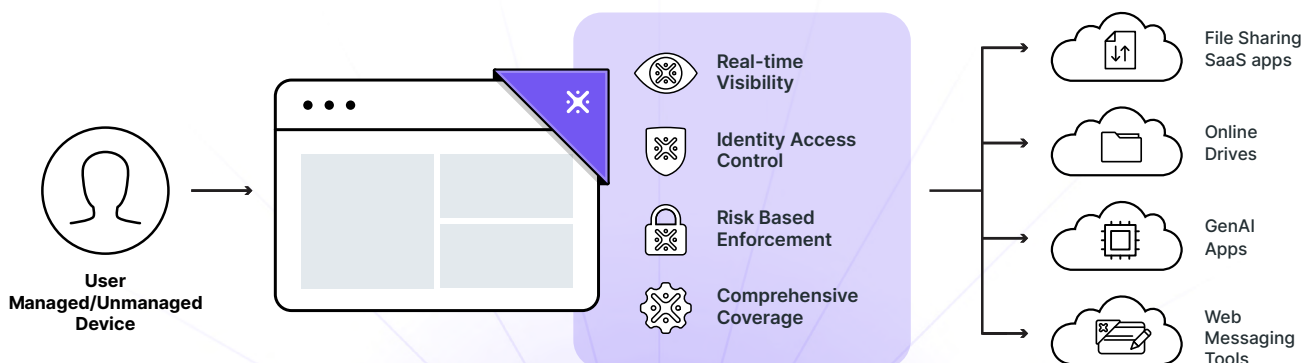 User
Managed/Unmanaged
Device
Real-time
Visibility
Identity Access
Control
Risk Based
Enforcement
Comprehensive
Coverage
File Sharing
SaaS apps
Online
Drives
GenAI
Apps
Web
Messaging
Tools